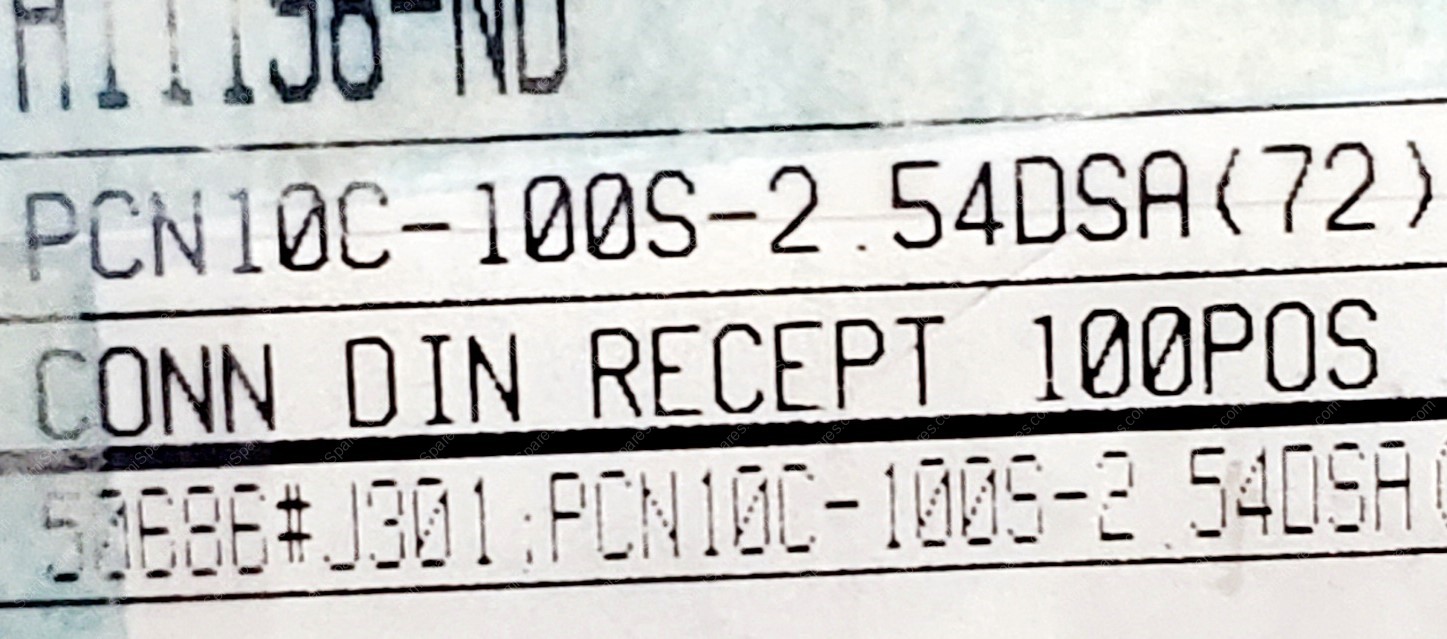 PCN10C-100S-2.54DSA(72)
CONN DIN RECEPT 100POS
#J301;PCN10C-100S-2.54DSA(